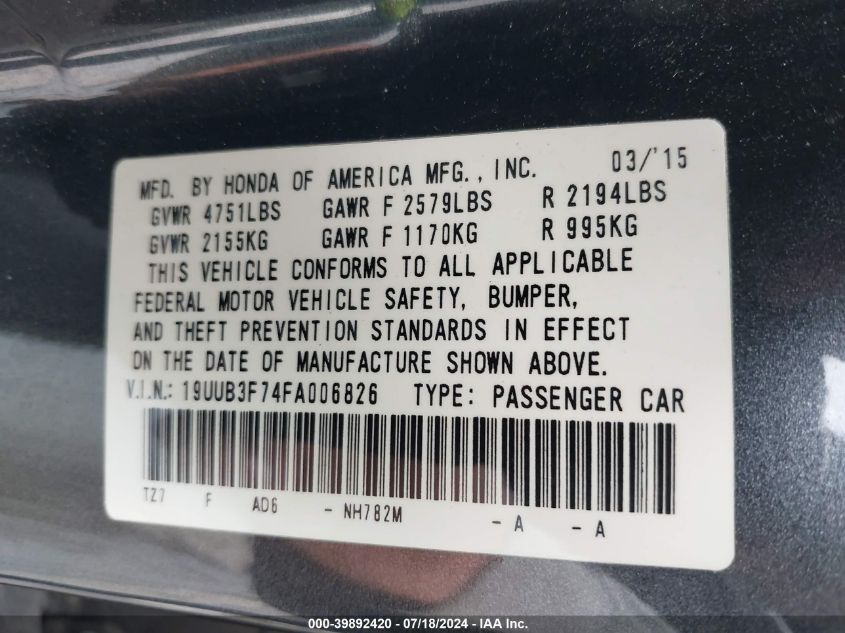 MFD. BY HONDA OF AMERICA MFG., INC. 03/'15
GVWR 4751LBS GAWR F 2579LBS R 2194LBS
GVWR 2155KG GAWR F 1170KG R 995KG
THIS VEHICLE CONFORMS TO ALL APPLICABLE
FEDERAL MOTOR VEHICLE SAFETY, BUMPER,
AND THEFT PREVENTION STANDARDS IN EFFECT
ON THE DATE OF MANUFACTURE SHOWN ABOVE.
V.I.N.: 19UUB3F74FA006826 TYPE: PASSENGER CAR
TZ7 F AD6 - NH782M - A - A
000-39892420 - 07/18/2024 - IAA Inc.